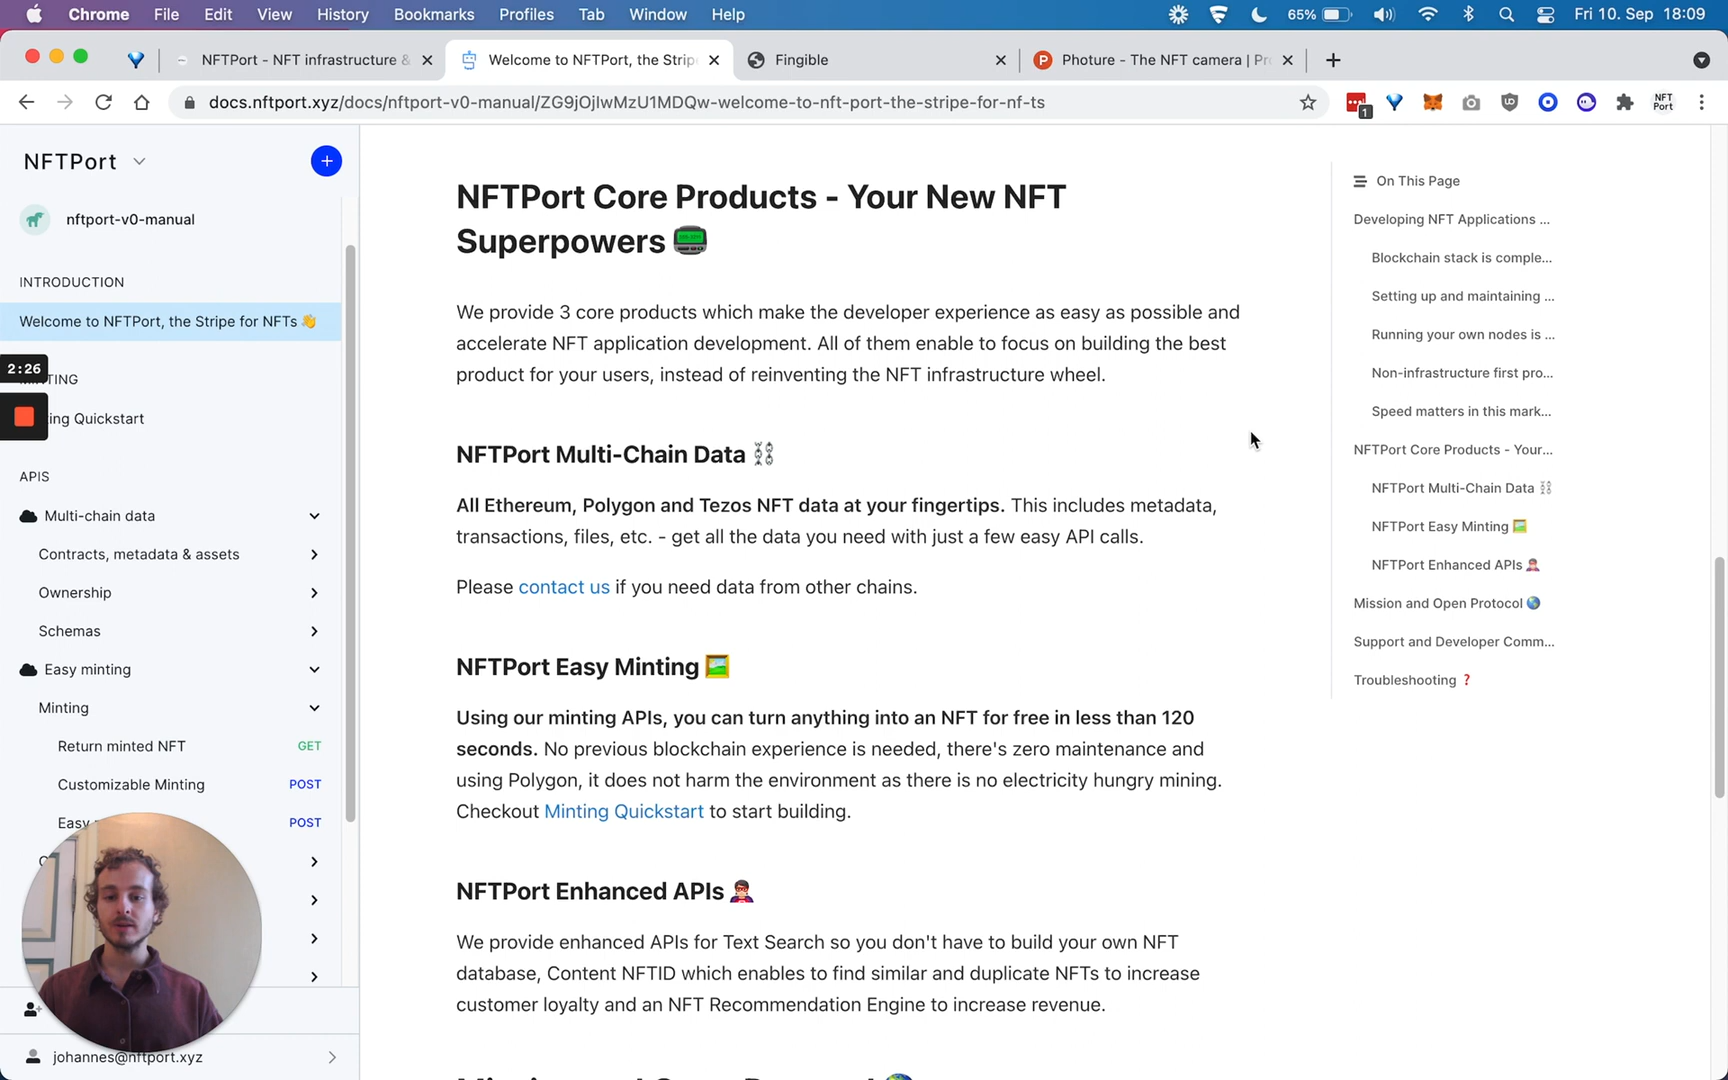 Chrome File Edit View History Bookmarks Profiles Tab Window Help 65% Fri 10. Sep 18:09
NFTPort - NFT infrastructure & Welcome to NFTPort, the Strip Fingible Photure - The NFT camera | Pr
docs.nftport.xyz/docs/nftport-v0-manual/ZG9jOjIwMzU1MDQw-welcome-to-nft-port-the-stripe-for-nf-ts 1 NFT Port
NFTPort
nftport-v0-manual
INTRODUCTION
Welcome to NFTPort, the Stripe for NFTs 👋
2:26
NTING
ing Quickstart
APIS
Multi-chain data
Contracts, metadata & assets
Ownership
Schemas
Easy minting
Minting
Return minted NFT GET
Customizable Minting POST
Easy POST
johannes@nftport.xyz
NFTPort Core Products - Your New NFT
Superpowers 📟
We provide 3 core products which make the developer experience as easy as possible and
accelerate NFT application development. All of them enable to focus on building the best
product for your users, instead of reinventing the NFT infrastructure wheel.
NFTPort Multi-Chain Data ⛓
All Ethereum, Polygon and Tezos NFT data at your fingertips. This includes metadata,
transactions, files, etc. - get all the data you need with just a few easy API calls.
Please contact us if you need data from other chains.
NFTPort Easy Minting 🖼
Using our minting APIs, you can turn anything into an NFT for free in less than 120
seconds. No previous blockchain experience is needed, there's zero maintenance and
using Polygon, it does not harm the environment as there is no electricity hungry mining.
Checkout Minting Quickstart to start building.
NFTPort Enhanced APIs 🦹
We provide enhanced APIs for Text Search so you don't have to build your own NFT
database, Content NFTID which enables to find similar and duplicate NFTs to increase
customer loyalty and an NFT Recommendation Engine to increase revenue.
On This Page
Developing NFT Applications ...
Blockchain stack is comple...
Setting up and maintaining ...
Running your own nodes is ...
Non-infrastructure first pro...
Speed matters in this mark...
NFTPort Core Products - Your...
NFTPort Multi-Chain Data ⛓
NFTPort Easy Minting 🖼
NFTPort Enhanced APIs 🦹
Mission and Open Protocol 🌍
Support and Developer Comm...
Troubleshooting ❓